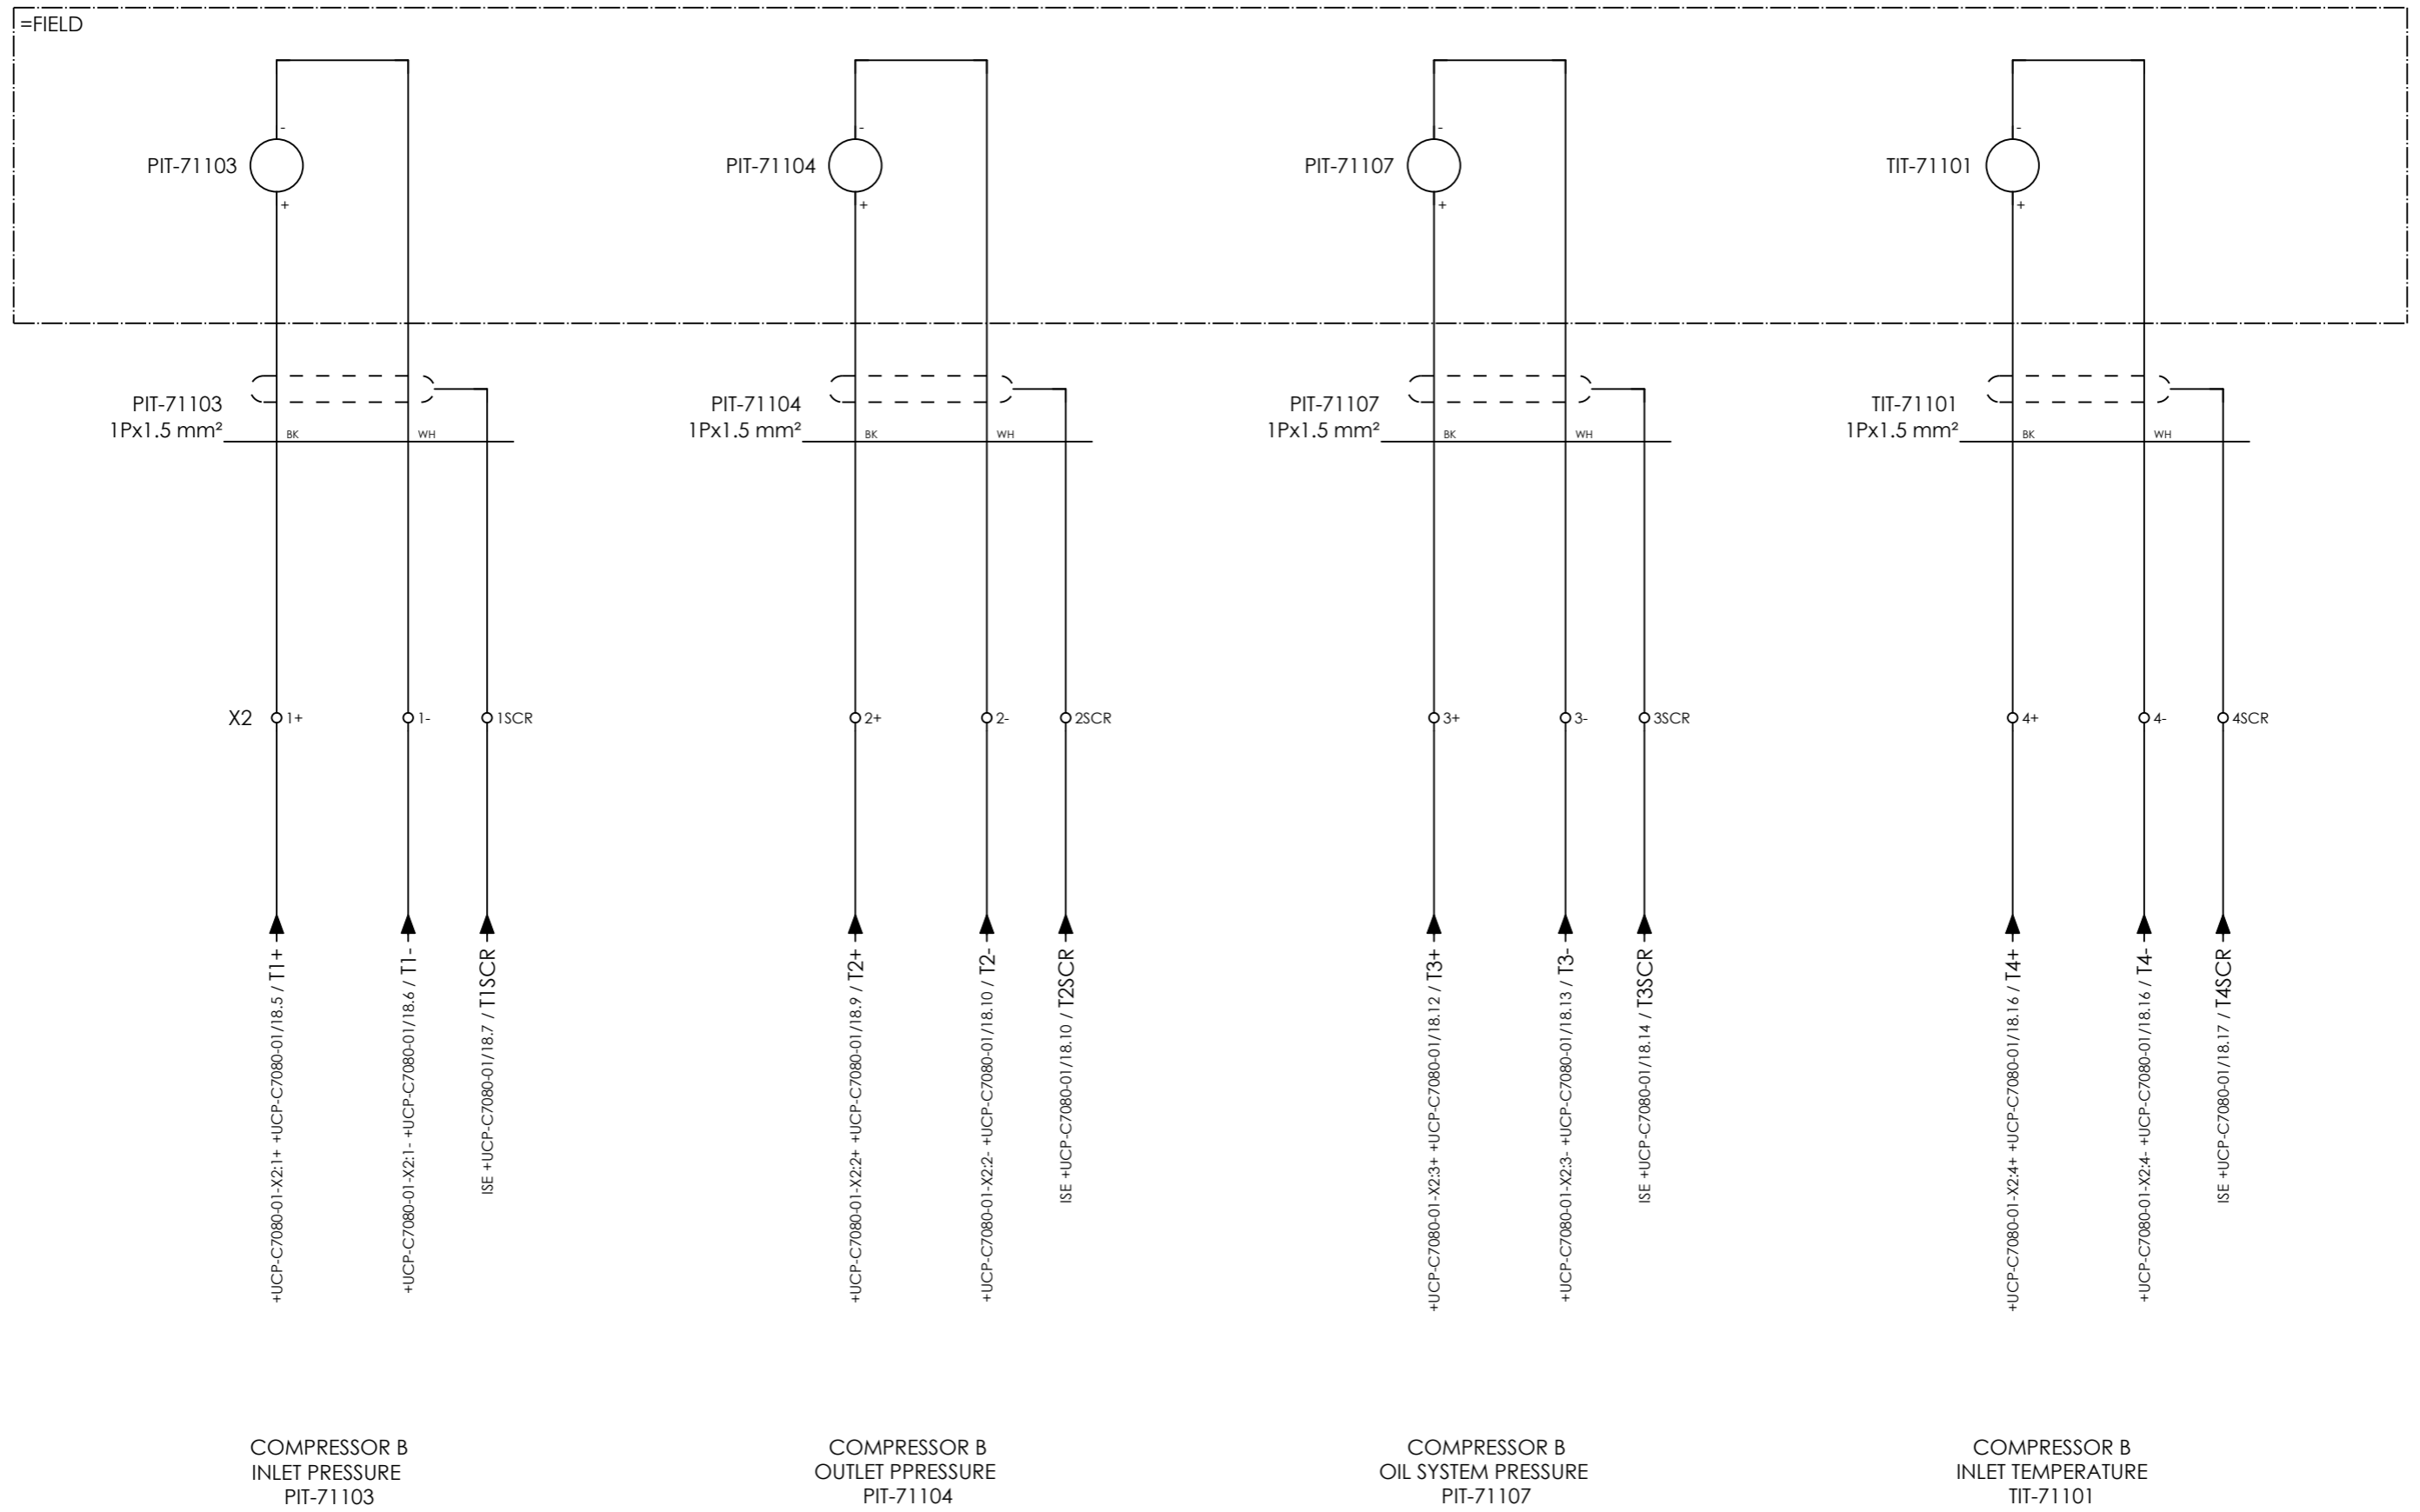 =FIELD
-
-
-
-
PIT-71103
PIT-71104
PIT-71107
TIT-71101
+
+
+
+
PIT-71103
1Px1.5 mm²
BK
WH
PIT-71104
1Px1.5 mm²
BK
WH
PIT-71107
1Px1.5 mm²
BK
WH
TIT-71101
1Px1.5 mm²
BK
WH
X2
1+
1-
1SCR
2+
2-
2SCR
3+
3-
3SCR
4+
4-
4SCR
+UCP-C7080-01-X2:1+ +UCP-C7080-01/18.5 / T1+
+UCP-C7080-01-X2:1- +UCP-C7080-01/18.6 / T1-
ISE +UCP-C7080-01/18.7 / T1SCR
+UCP-C7080-01-X2:2+ +UCP-C7080-01/18.9 / T2+
+UCP-C7080-01-X2:2- +UCP-C7080-01/18.10 / T2-
ISE +UCP-C7080-01/18.10 / T2SCR
+UCP-C7080-01-X2:3+ +UCP-C7080-01/18.12 / T3+
+UCP-C7080-01-X2:3- +UCP-C7080-01/18.13 / T3-
ISE +UCP-C7080-01/18.14 / T3SCR
+UCP-C7080-01-X2:4+ +UCP-C7080-01/18.16 / T4+
+UCP-C7080-01-X2:4- +UCP-C7080-01/18.16 / T4-
ISE +UCP-C7080-01/18.17 / T4SCR
COMPRESSOR B
INLET PRESSURE
PIT-71103
COMPRESSOR B
OUTLET PPRESSURE
PIT-71104
COMPRESSOR B
OIL SYSTEM PRESSURE
PIT-71107
COMPRESSOR B
INLET TEMPERATURE
TIT-71101